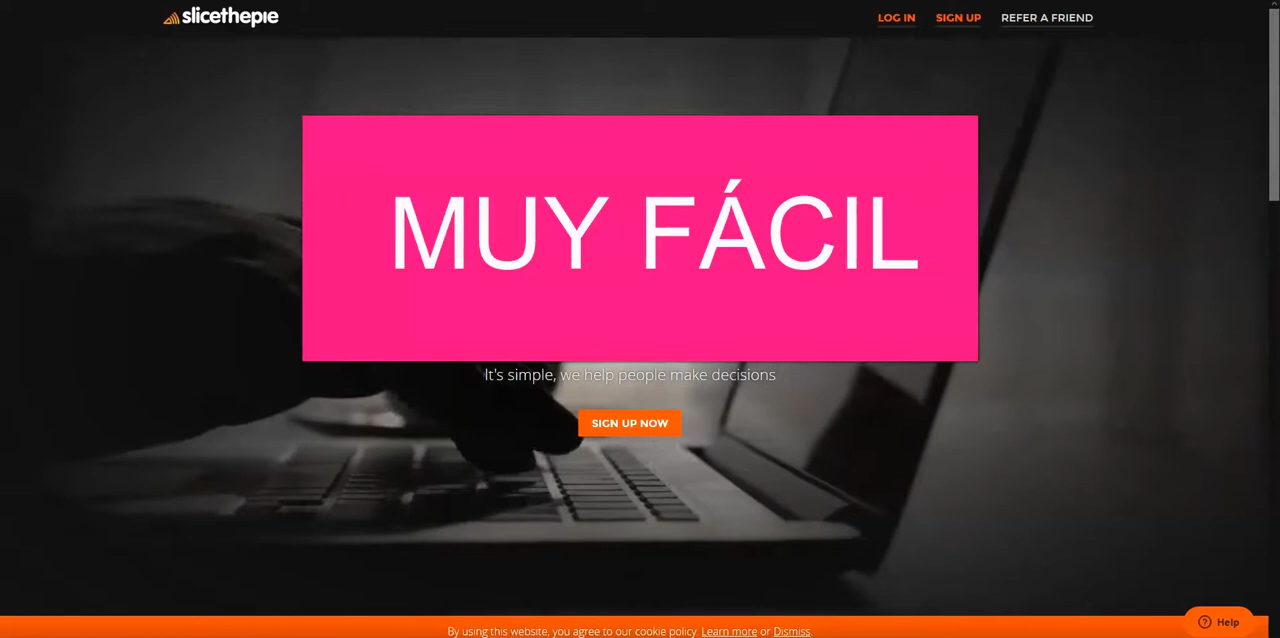 slicethepie
LOG IN
SIGN UP
REFER A FRIEND
MUY FÁCIL
It's simple, we help people make decisions
SIGN UP NOW
By using this website, you agree to our cookie policy. Learn more or Dismiss.
Help